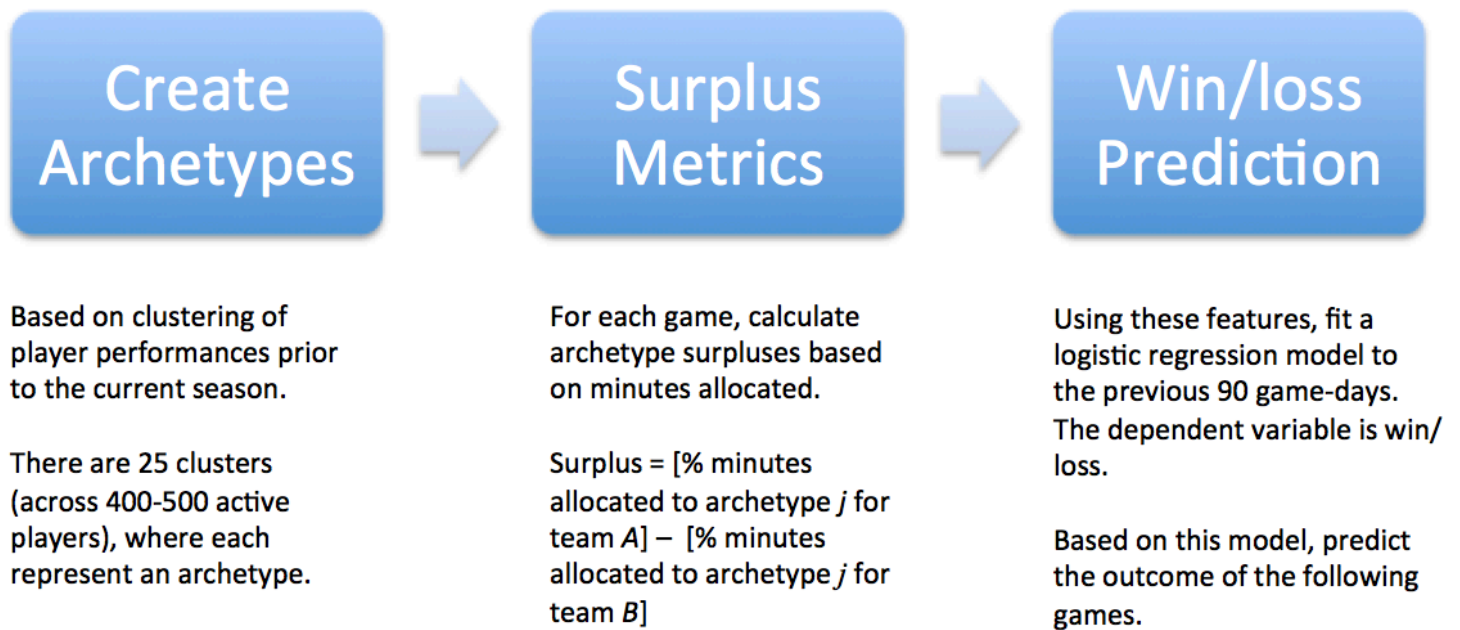 Create
Archetypes
Surplus
Metrics
Win/loss
Prediction
Based on clustering of
player performances prior
to the current season.
There are 25 clusters
(across 400-500 active
players), where each
represent an archetype.
For each game, calculate
archetype surpluses based
on minutes allocated.
Surplus = [% minutes
allocated to archetype j for
team A] – [% minutes
allocated to archetype j for
team B]
Using these features, fit a
logistic regression model to
the previous 90 game-days.
The dependent variable is win/
loss.
Based on this model, predict
the outcome of the following
games.